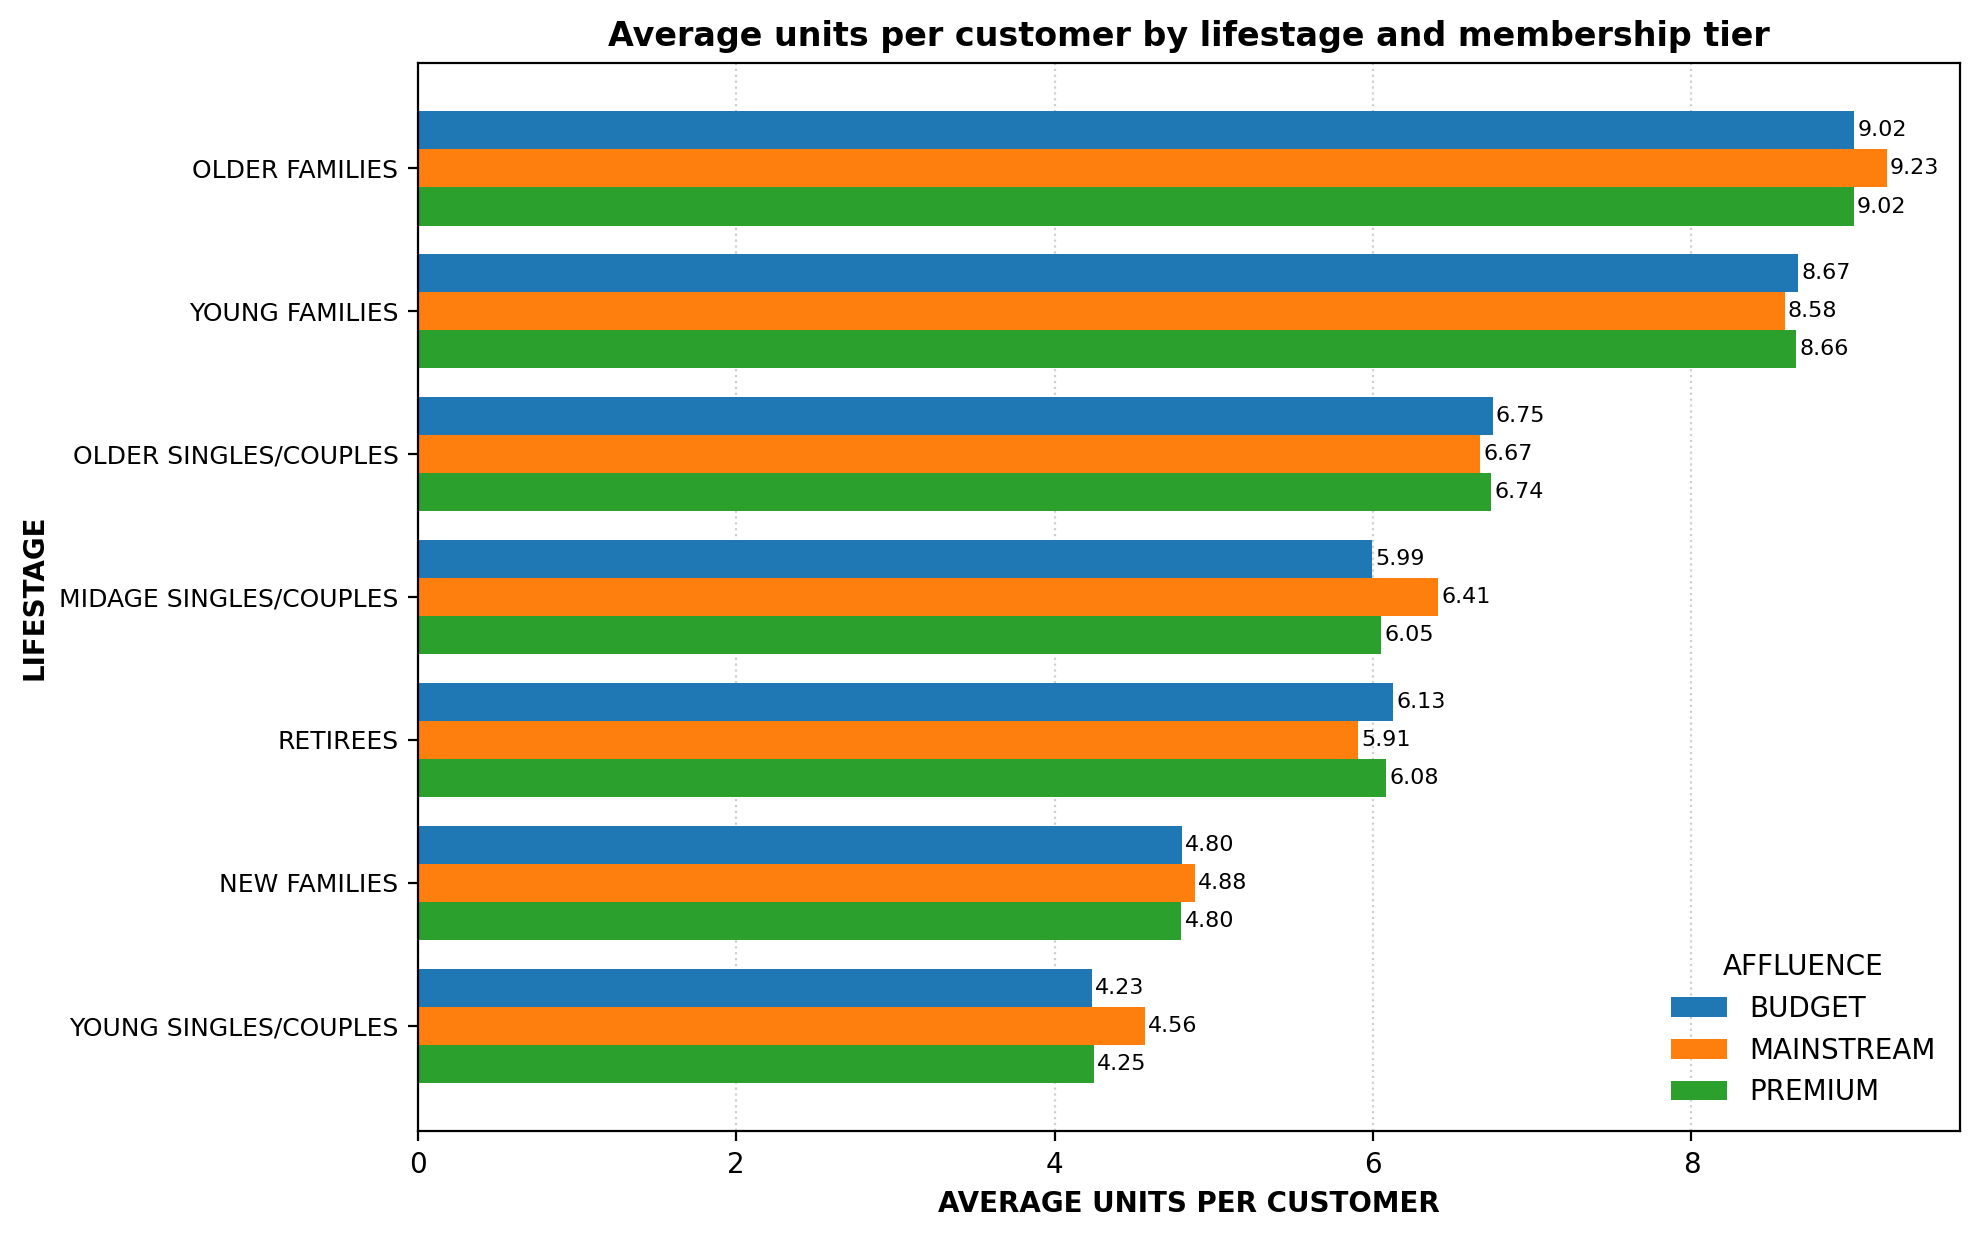 Average units per customer by lifestage and membership tier
LIFESTAGE
OLDER FAMILIES
9.02
9.23
9.02
YOUNG FAMILIES
8.67
8.58
8.66
OLDER SINGLES/COUPLES
6.75
6.67
6.74
MIDAGE SINGLES/COUPLES
5.99
6.41
6.05
RETIREES
6.13
5.91
6.08
NEW FAMILIES
4.80
4.88
4.80
YOUNG SINGLES/COUPLES
4.23
4.56
4.25
AFFLUENCE
BUDGET
MAINSTREAM
PREMIUM
0 2 4 6 8
AVERAGE UNITS PER CUSTOMER